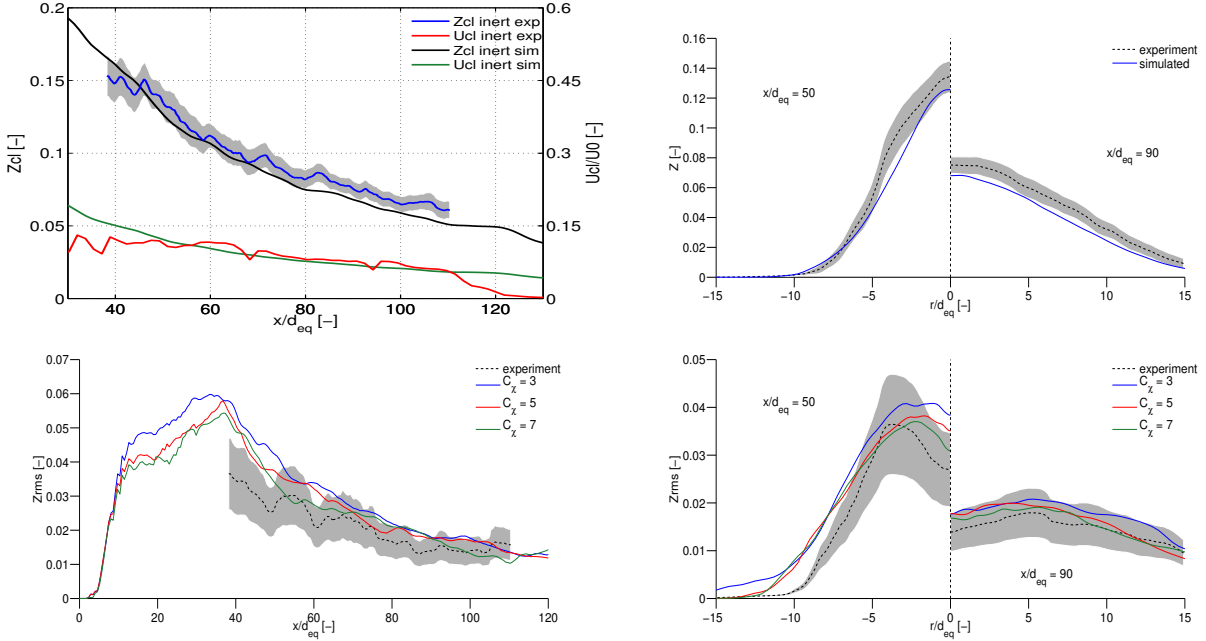 Zcl inert exp
Ucl inert exp
Zcl inert sim
Ucl inert sim
0.2
0.15
0.1
0.05
0
0.6
0.45
0.3
0.15
0
40 60 80 100 120
Zcl [−]
Ucl/U0 [−]
x/d_eq [−]
0.16
0.14
0.12
0.10
0.08
0.06
0.04
0.02
0
−15 −10 −5 0 5 10 15
Z [−]
r/d_eq [−]
x/d_eq = 50
x/d_eq = 90
experiment
simulated
0.07
0.06
0.05
0.04
0.03
0.02
0.01
0
0 20 40 60 80 100 120
Zrms [−]
x/d_eq [−]
experiment
C_χ = 3
C_χ = 5
C_χ = 7
0.05
0.04
0.03
0.02
0.01
0
−15 −10 −5 0 5 10 15
Zrms [−]
r/d_eq [−]
x/d_eq = 50
x/d_eq = 90
experiment
C_χ = 3
C_χ = 5
C_χ = 7